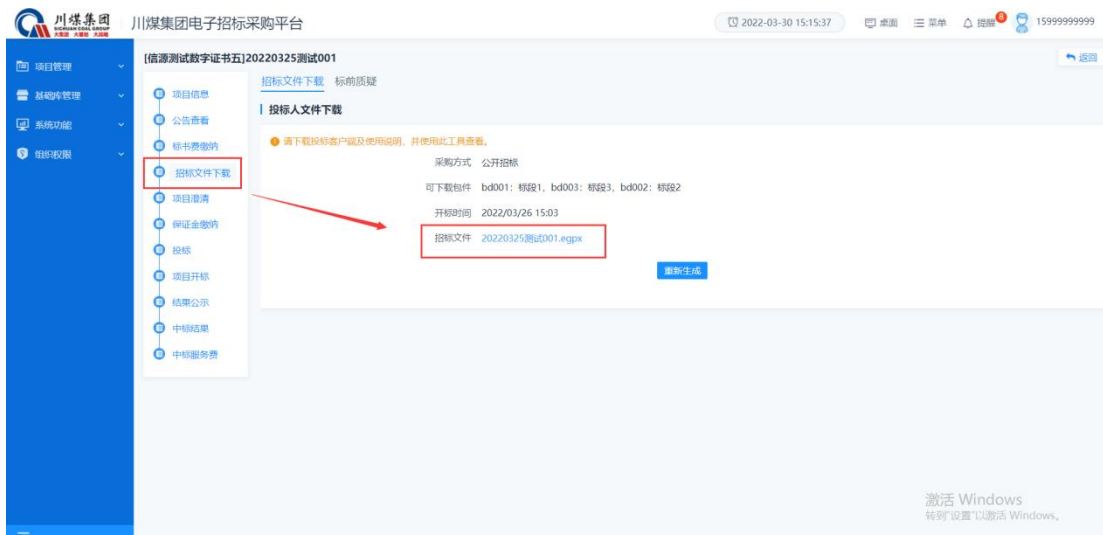 川煤集团
SICHUAN COAL GROUP
川煤集团电子招标采购平台
2022-03-30 15:15:37
桌面
菜单
提醒
8
15999999999
项目管理
基础库管理
系统功能
组织权限
[信源测试数字证书五]20220325测试001
返回
项目信息
公告查看
标书费缴纳
招标文件下载
项目澄清
保证金缴纳
投标
项目开标
结果公示
中标结果
中标服务费
招标文件下载 标前质疑
投标人文件下载
请下载投标客户端及使用说明，并使用此工具查看。
采购方式 公开招标
可下载包件 bd001：标段1，bd003：标段3，bd002：标段2
开标时间 2022/03/26 15:03
招标文件 20220325测试001.egpx
重新生成
激活 Windows
转到"设置"以激活 Windows。